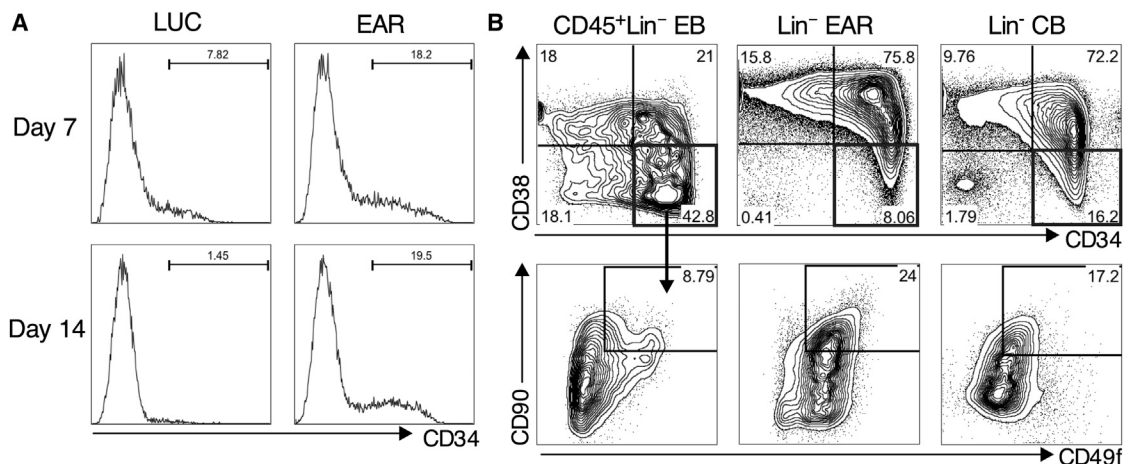 A
LUC
EAR
Day 7
7.82
18.2
Day 14
1.45
19.5
CD34
B
CD45+Lin− EB
Lin− EAR
Lin- CB
18
21
15.8
75.8
9.76
72.2
CD38
18.1
42.8
0.41
8.06
1.79
16.2
CD34
8.79
24
17.2
CD90
CD49f